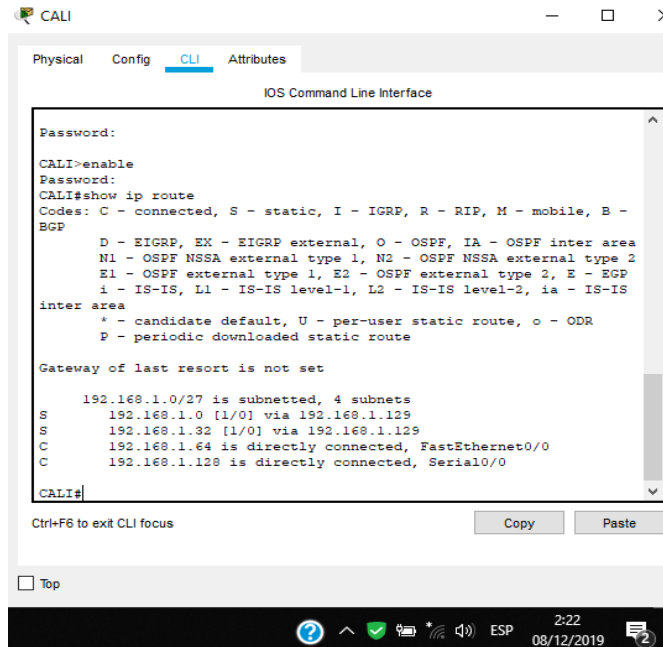 CALI
Physical Config CLI Attributes
IOS Command Line Interface
Password:
CALI>enable
Password:
CALI#show ip route
Codes: C - connected, S - static, I - IGRP, R - RIP, M - mobile, B -
BGP
D - EIGRP, EX - EIGRP external, O - OSPF, IA - OSPF inter area
N1 - OSPF NSSA external type 1, N2 - OSPF NSSA external type 2
E1 - OSPF external type 1, E2 - OSPF external type 2, E - EGP
i - IS-IS, L1 - IS-IS level-1, L2 - IS-IS level-2, ia - IS-IS
inter area
* - candidate default, U - per-user static route, o - ODR
P - periodic downloaded static route
Gateway of last resort is not set
192.168.1.0/27 is subnetted, 4 subnets
S 192.168.1.0 [1/0] via 192.168.1.129
S 192.168.1.32 [1/0] via 192.168.1.129
C 192.168.1.64 is directly connected, FastEthernet0/0
C 192.168.1.128 is directly connected, Serial0/0
CALI#
Ctrl+F6 to exit CLI focus
Copy Paste
Top
ESP
2:22
08/12/2019
2